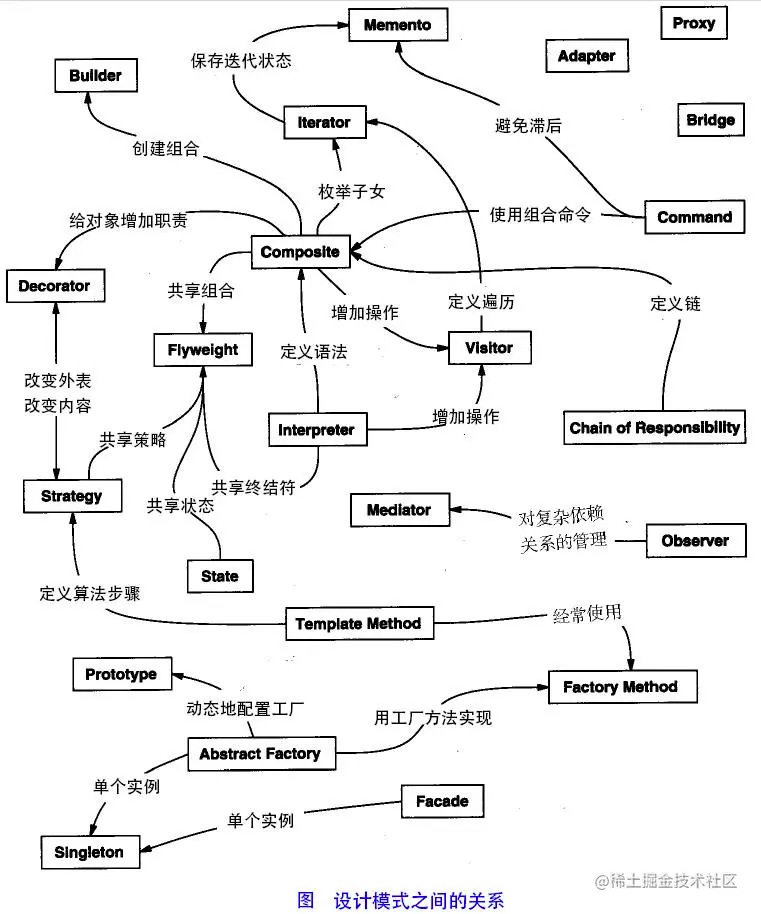 Memento
Proxy
Adapter
保存迭代状态
Builder
Iterator
Bridge
避免滞后
创建组合
枚举子女
给对象增加职责
使用组合命令
Command
Composite
Decorator
共享组合
增加操作
定义遍历
定义链
Flyweight
定义语法
Visitor
改变外表
改变内容
增加操作
Interpreter
Chain of Responsibility
共享策略
共享终结符
Strategy
共享状态
Mediator
对复杂依赖
关系的管理
Observer
State
定义算法步骤
Template Method
经常使用
Prototype
Factory Method
动态地配置工厂
用工厂方法实现
Abstract Factory
单个实例
Facade
单个实例
Singleton
@稀土掘金技术社区
图 设计模式之间的关系